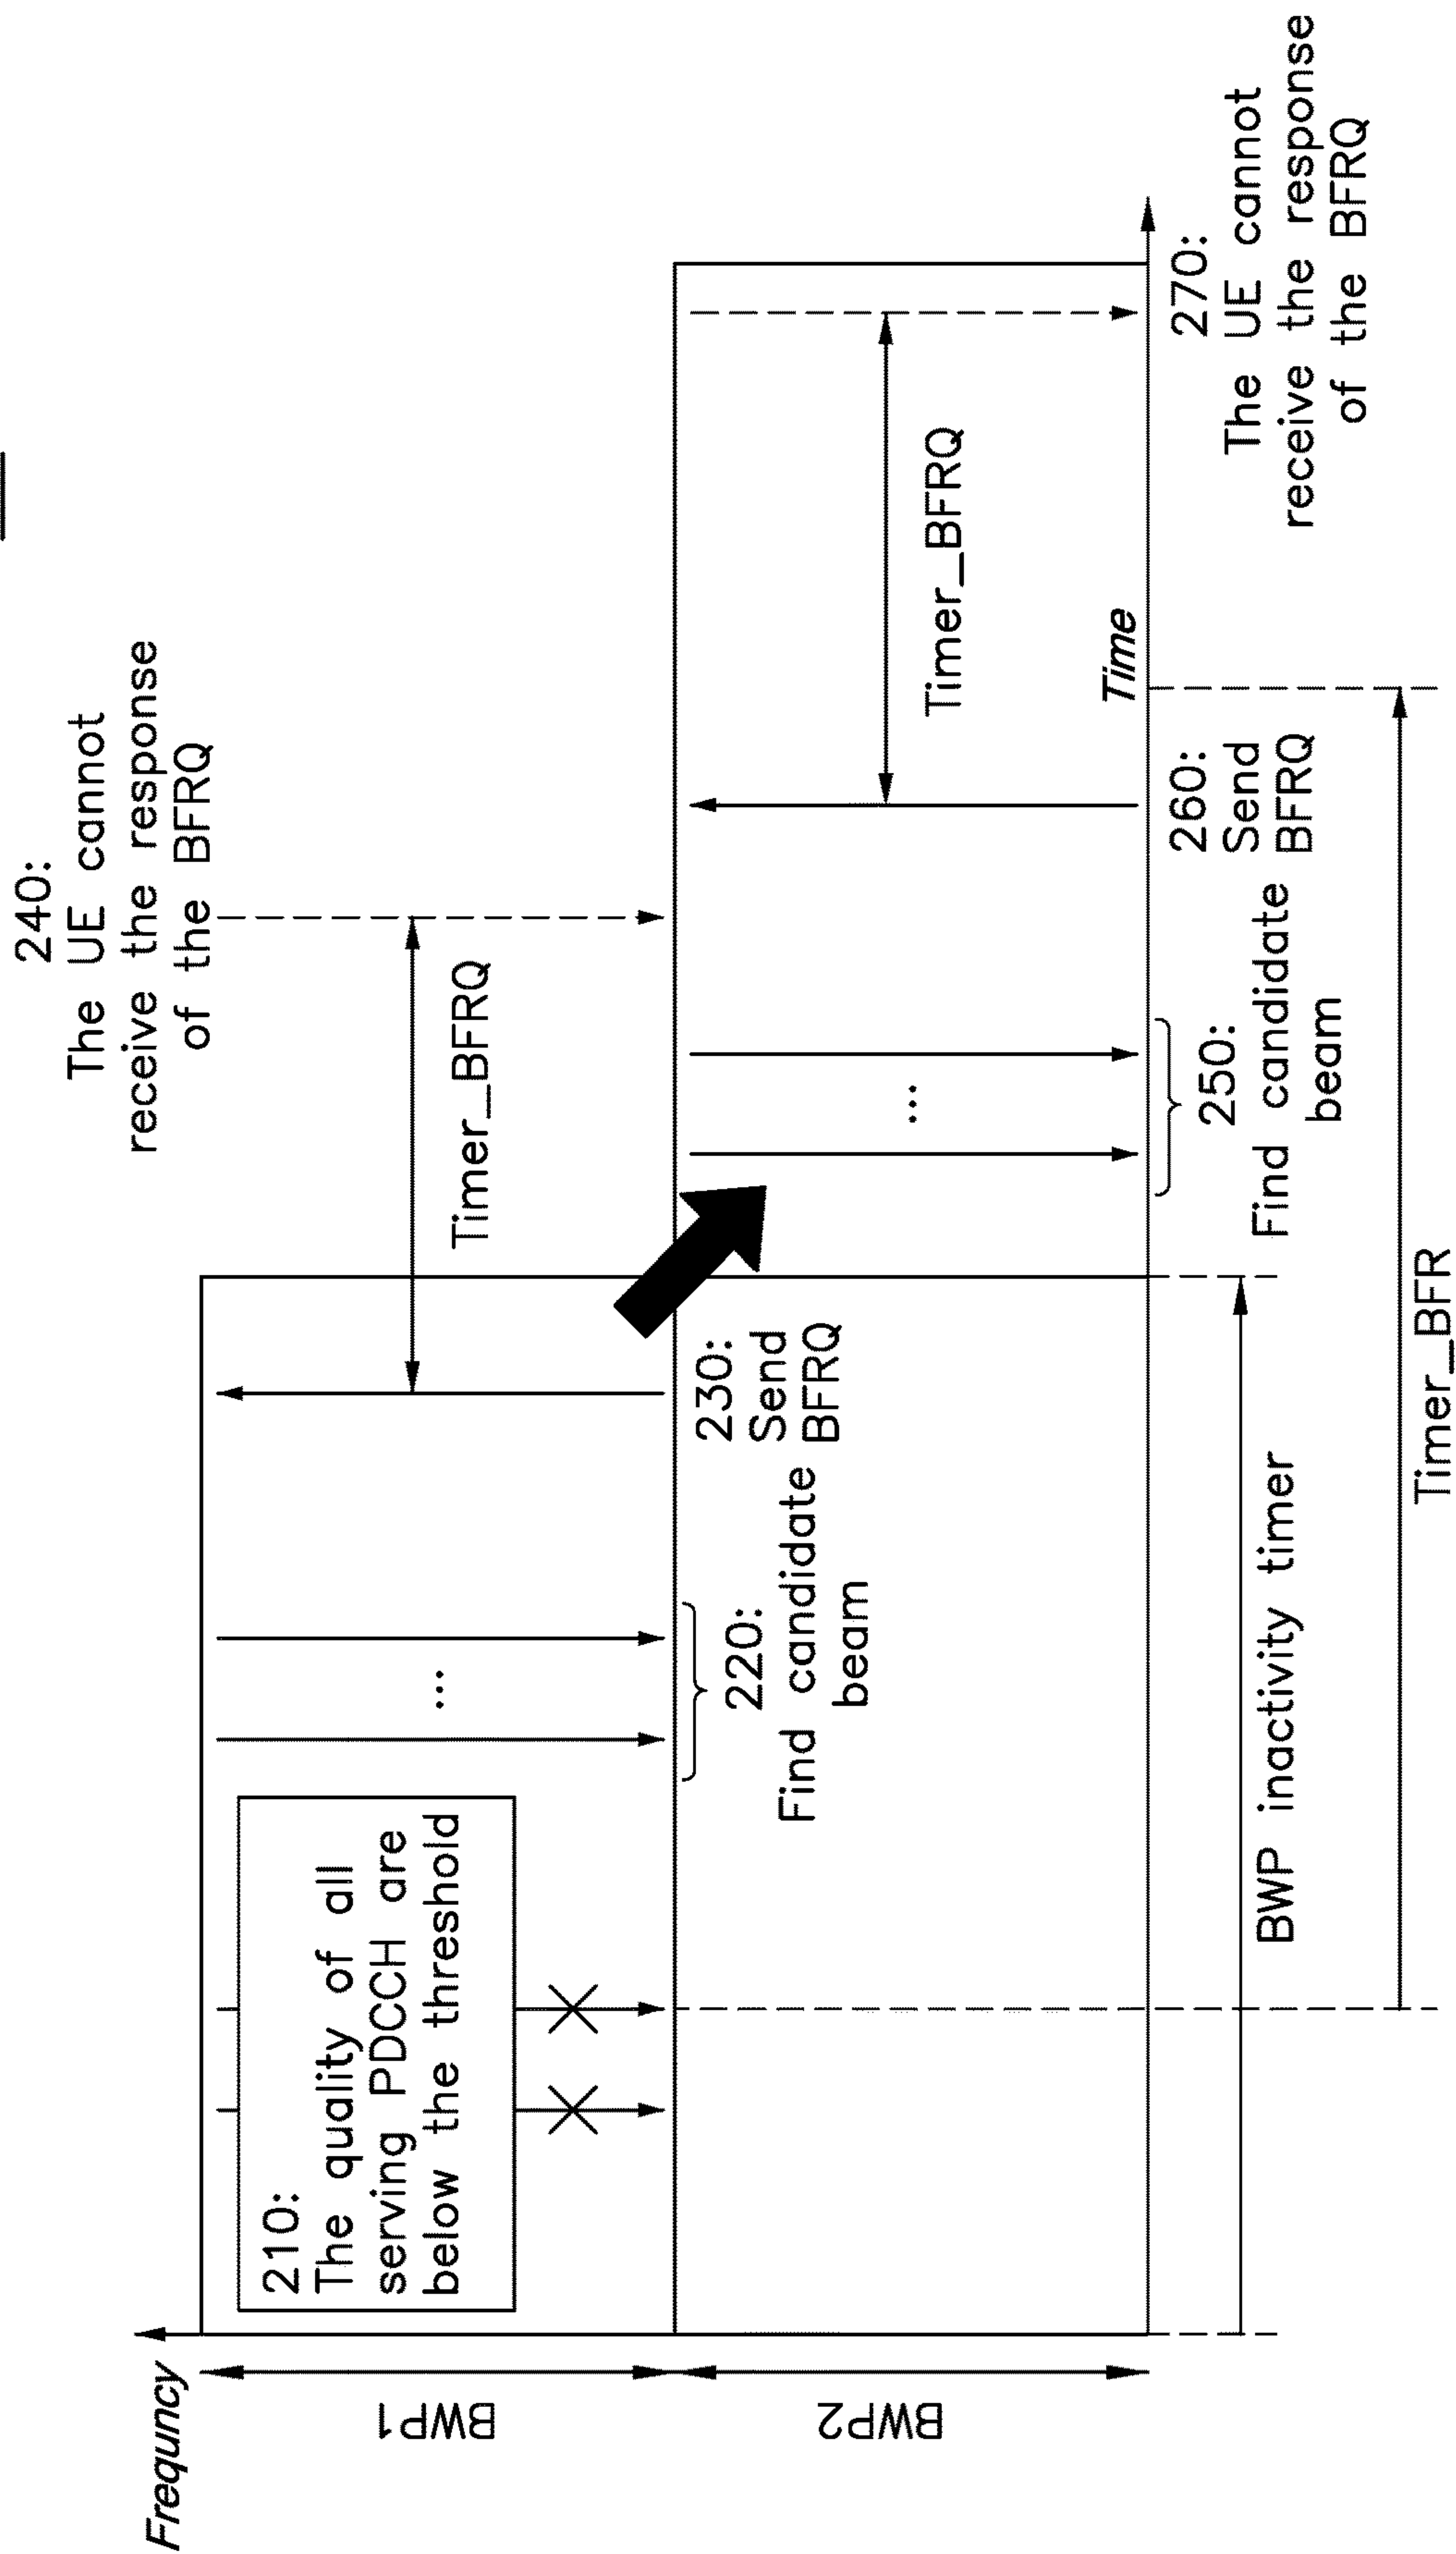 240:
The UE cannot
receive the response
of the BFRQ
Frequncy
BWP1
210:
The quality of all
serving PDCCH are
below the threshold
...
Timer_BFRQ
220:
Find candidate
beam
230:
Send
BFRQ
BWP2
...
Timer_BFRQ
Time
250:
Find candidate
beam
260:
Send
BFRQ
270:
The UE cannot
receive the response
of the BFRQ
BWP inactivity timer
Timer_BFR